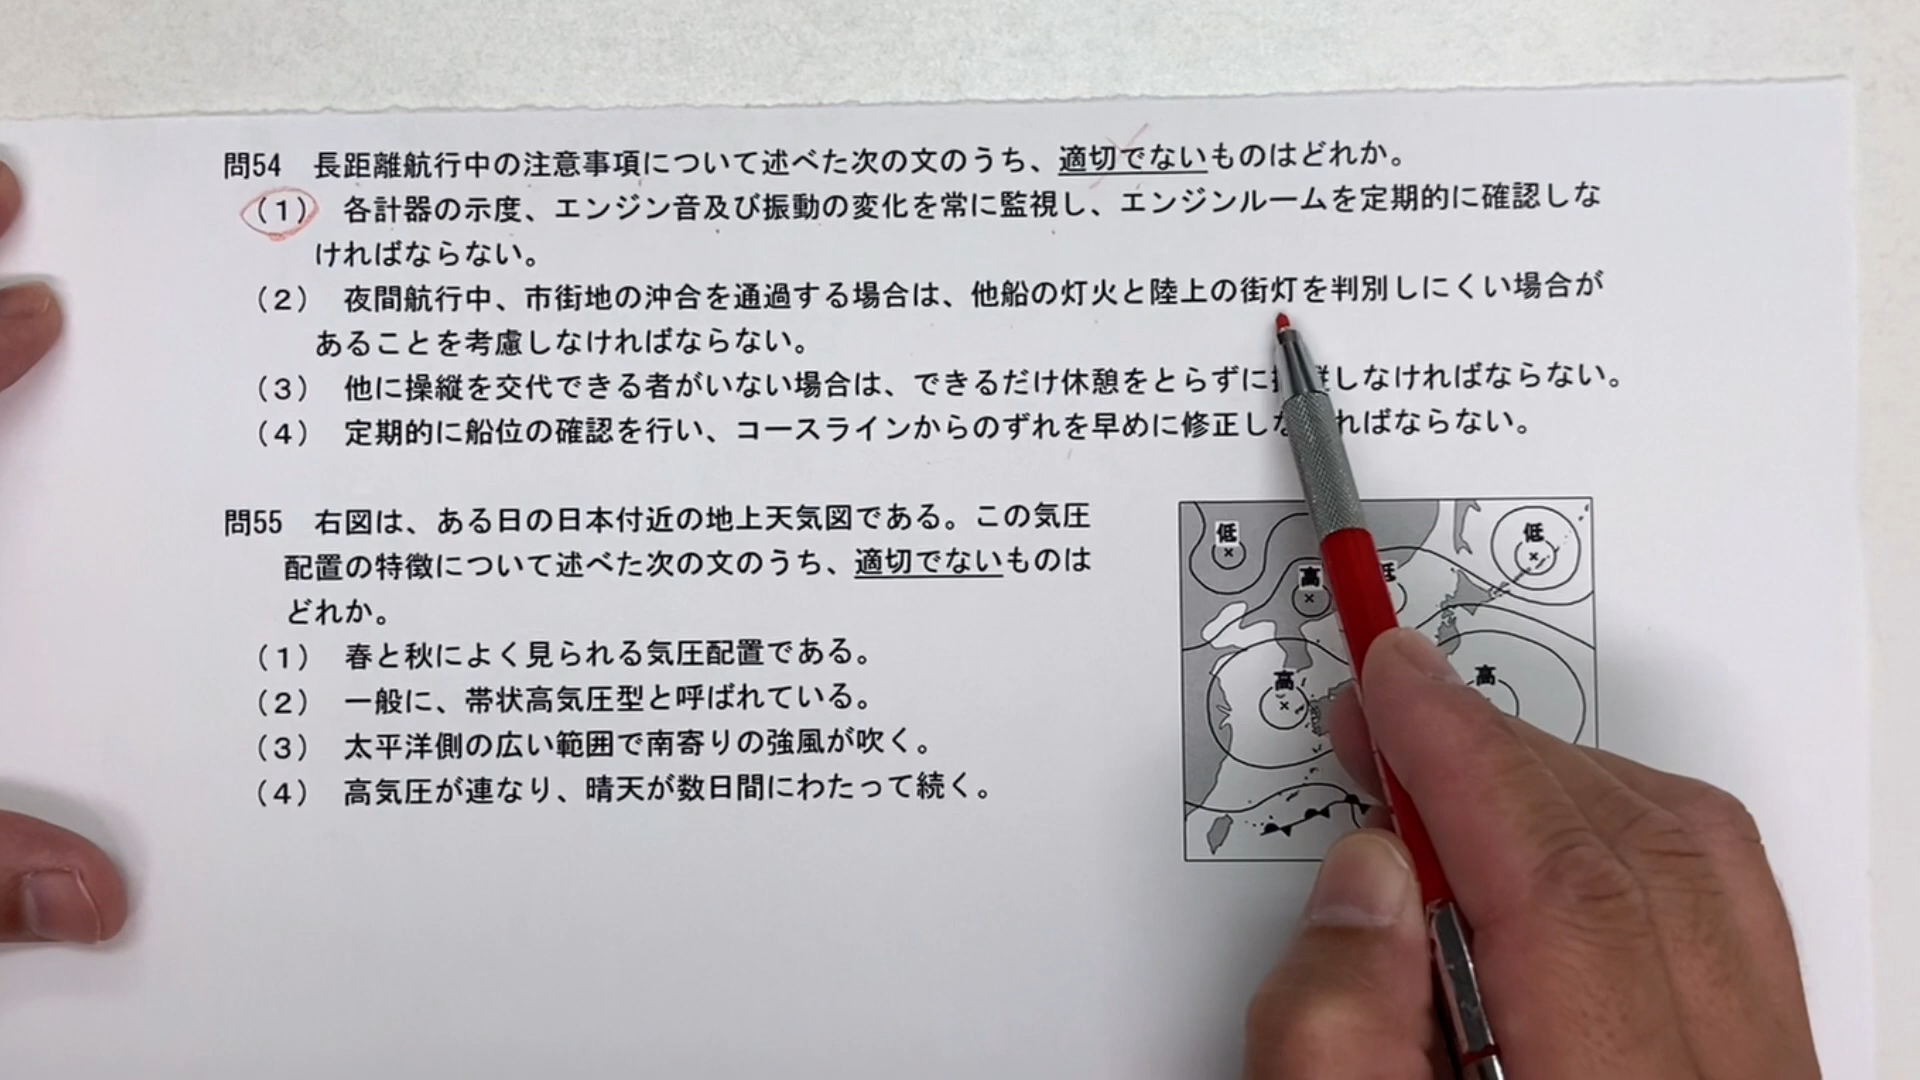 問54 長距離航行中の注意事項について述べた次の文のうち、適切でないものはどれか。
（1） 各計器の示度、エンジン音及び振動の変化を常に監視し、エンジンルームを定期的に確認しな
ければならない。
（2） 夜間航行中、市街地の沖合を通過する場合は、他船の灯火と陸上の街灯を判別しにくい場合が
あることを考慮しなければならない。
（3） 他に操縦を交代できる者がいない場合は、できるだけ休憩をとらずに しなければならない。
（4） 定期的に船位の確認を行い、コースラインからのずれを早めに修正しな ればならない。
問55 右図は、ある日の日本付近の地上天気図である。この気圧
配置の特徴について述べた次の文のうち、適切でないものは
どれか。
（1） 春と秋によく見られる気圧配置である。
（2） 一般に、帯状高気圧型と呼ばれている。
（3） 太平洋側の広い範囲で南寄りの強風が吹く。
（4） 高気圧が連なり、晴天が数日間にわたって続く。
低
低
高
低
高
高